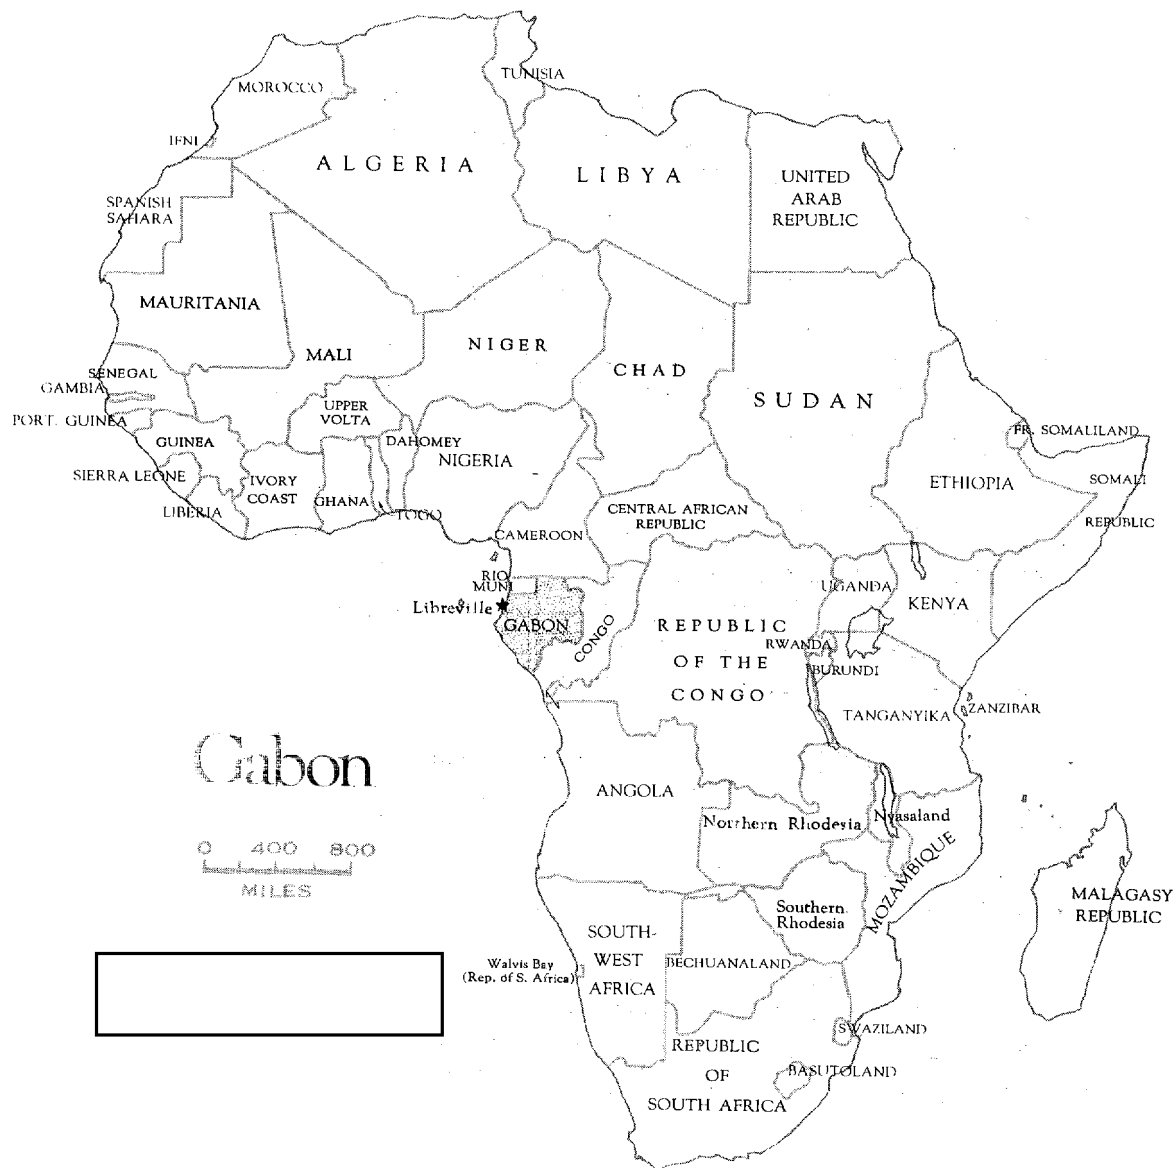 TUNISIA
MOROCCO
IFNI
ALGERIA
LIBYA
UNITED
ARAB
REPUBLIC
SPANISH
SAHARA
MAURITANIA
MALI
NIGER
CHAD
SUDAN
SENEGAL
GAMBIA
PORT. GUINEA
GUINEA
SIERRA LEONE
LIBERIA
IVORY
COAST
UPPER
VOLTA
GHANA
TOGO
DAHOMEY
NIGERIA
CAMEROON
CENTRAL AFRICAN
REPUBLIC
FR. SOMALILAND
ETHIOPIA
SOMALI
REPUBLIC
RIO
MUNI
Libreville
GABON
CONGO
REPUBLIC
OF THE
CONGO
UGANDA
KENYA
RWANDA
BURUNDI
TANGANYIKA
ZANZIBAR
Gabon
0 400 800
MILES
ANGOLA
Northern Rhodesia
Nyasaland
MOZAMBIQUE
Southern
Rhodesia
MALAGASY
REPUBLIC
SOUTH-
WEST
AFRICA
Walvis Bay
(Rep. of S. Africa)
BECHUANALAND
SWAZILAND
BASUTOLAND
REPUBLIC
OF
SOUTH AFRICA